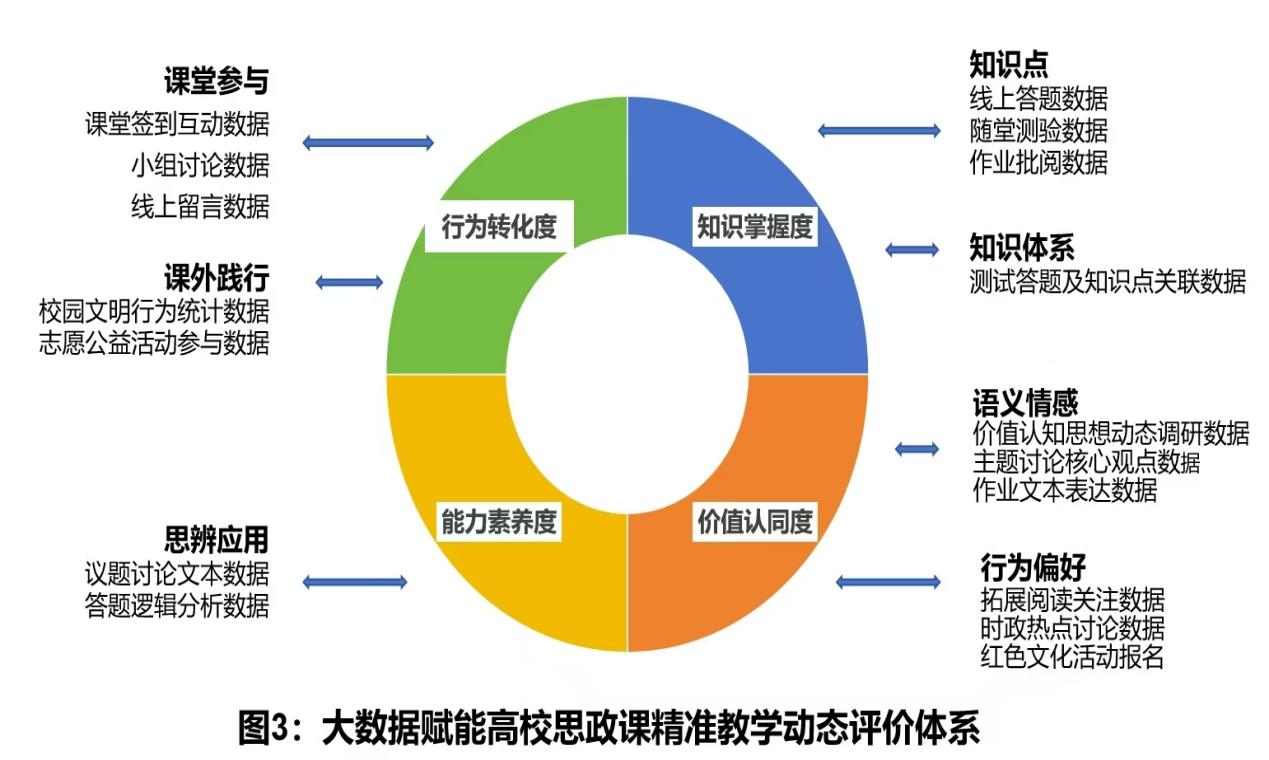 课堂参与
课堂签到互动数据
小组讨论数据
线上留言数据
课外践行
校园文明行为统计数据
志愿公益活动参与数据
思辨应用
议题讨论文本数据
答题逻辑分析数据
行为转化度
知识掌握度
能力素养度
价值认同度
知识点
线上答题数据
随堂测验数据
作业批阅数据
知识体系
测试答题及知识点关联数据
语义情感
价值认知思想动态调研数据
主题讨论核心观点数据
作业文本表达数据
行为偏好
拓展阅读关注数据
时政热点讨论数据
红色文化活动报名
图3：大数据赋能高校思政课精准教学动态评价体系